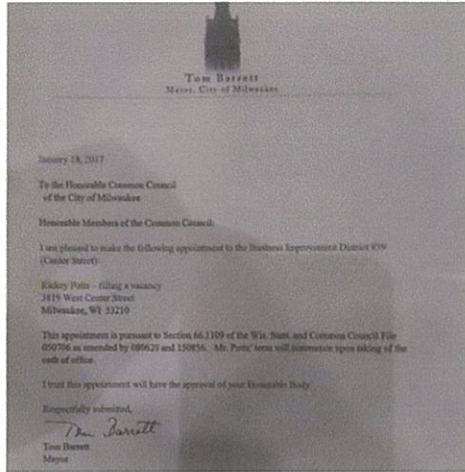 Tom Barrett
Mayor, City of Milwaukee
January 18, 2017
To the Honorable Common Council
of the City of Milwaukee
Honorable Members of the Common Council:
I am pleased to make the following appointment to the Business Improvement District #39
(Center Street):
Rickey Potts – filling a vacancy
3819 West Center Street
Milwaukee, WI 53210
This appointment is pursuant to Section 66.1109 of the Wis. Stats. and Common Council File
050706 as amended by 080621 and 150856. Mr. Potts' term will commence upon taking of the
oath of office.
I trust this appointment will have the approval of your Honorable Body.
Respectfully submitted,
Tom Barrett
Tom Barrett
Mayor